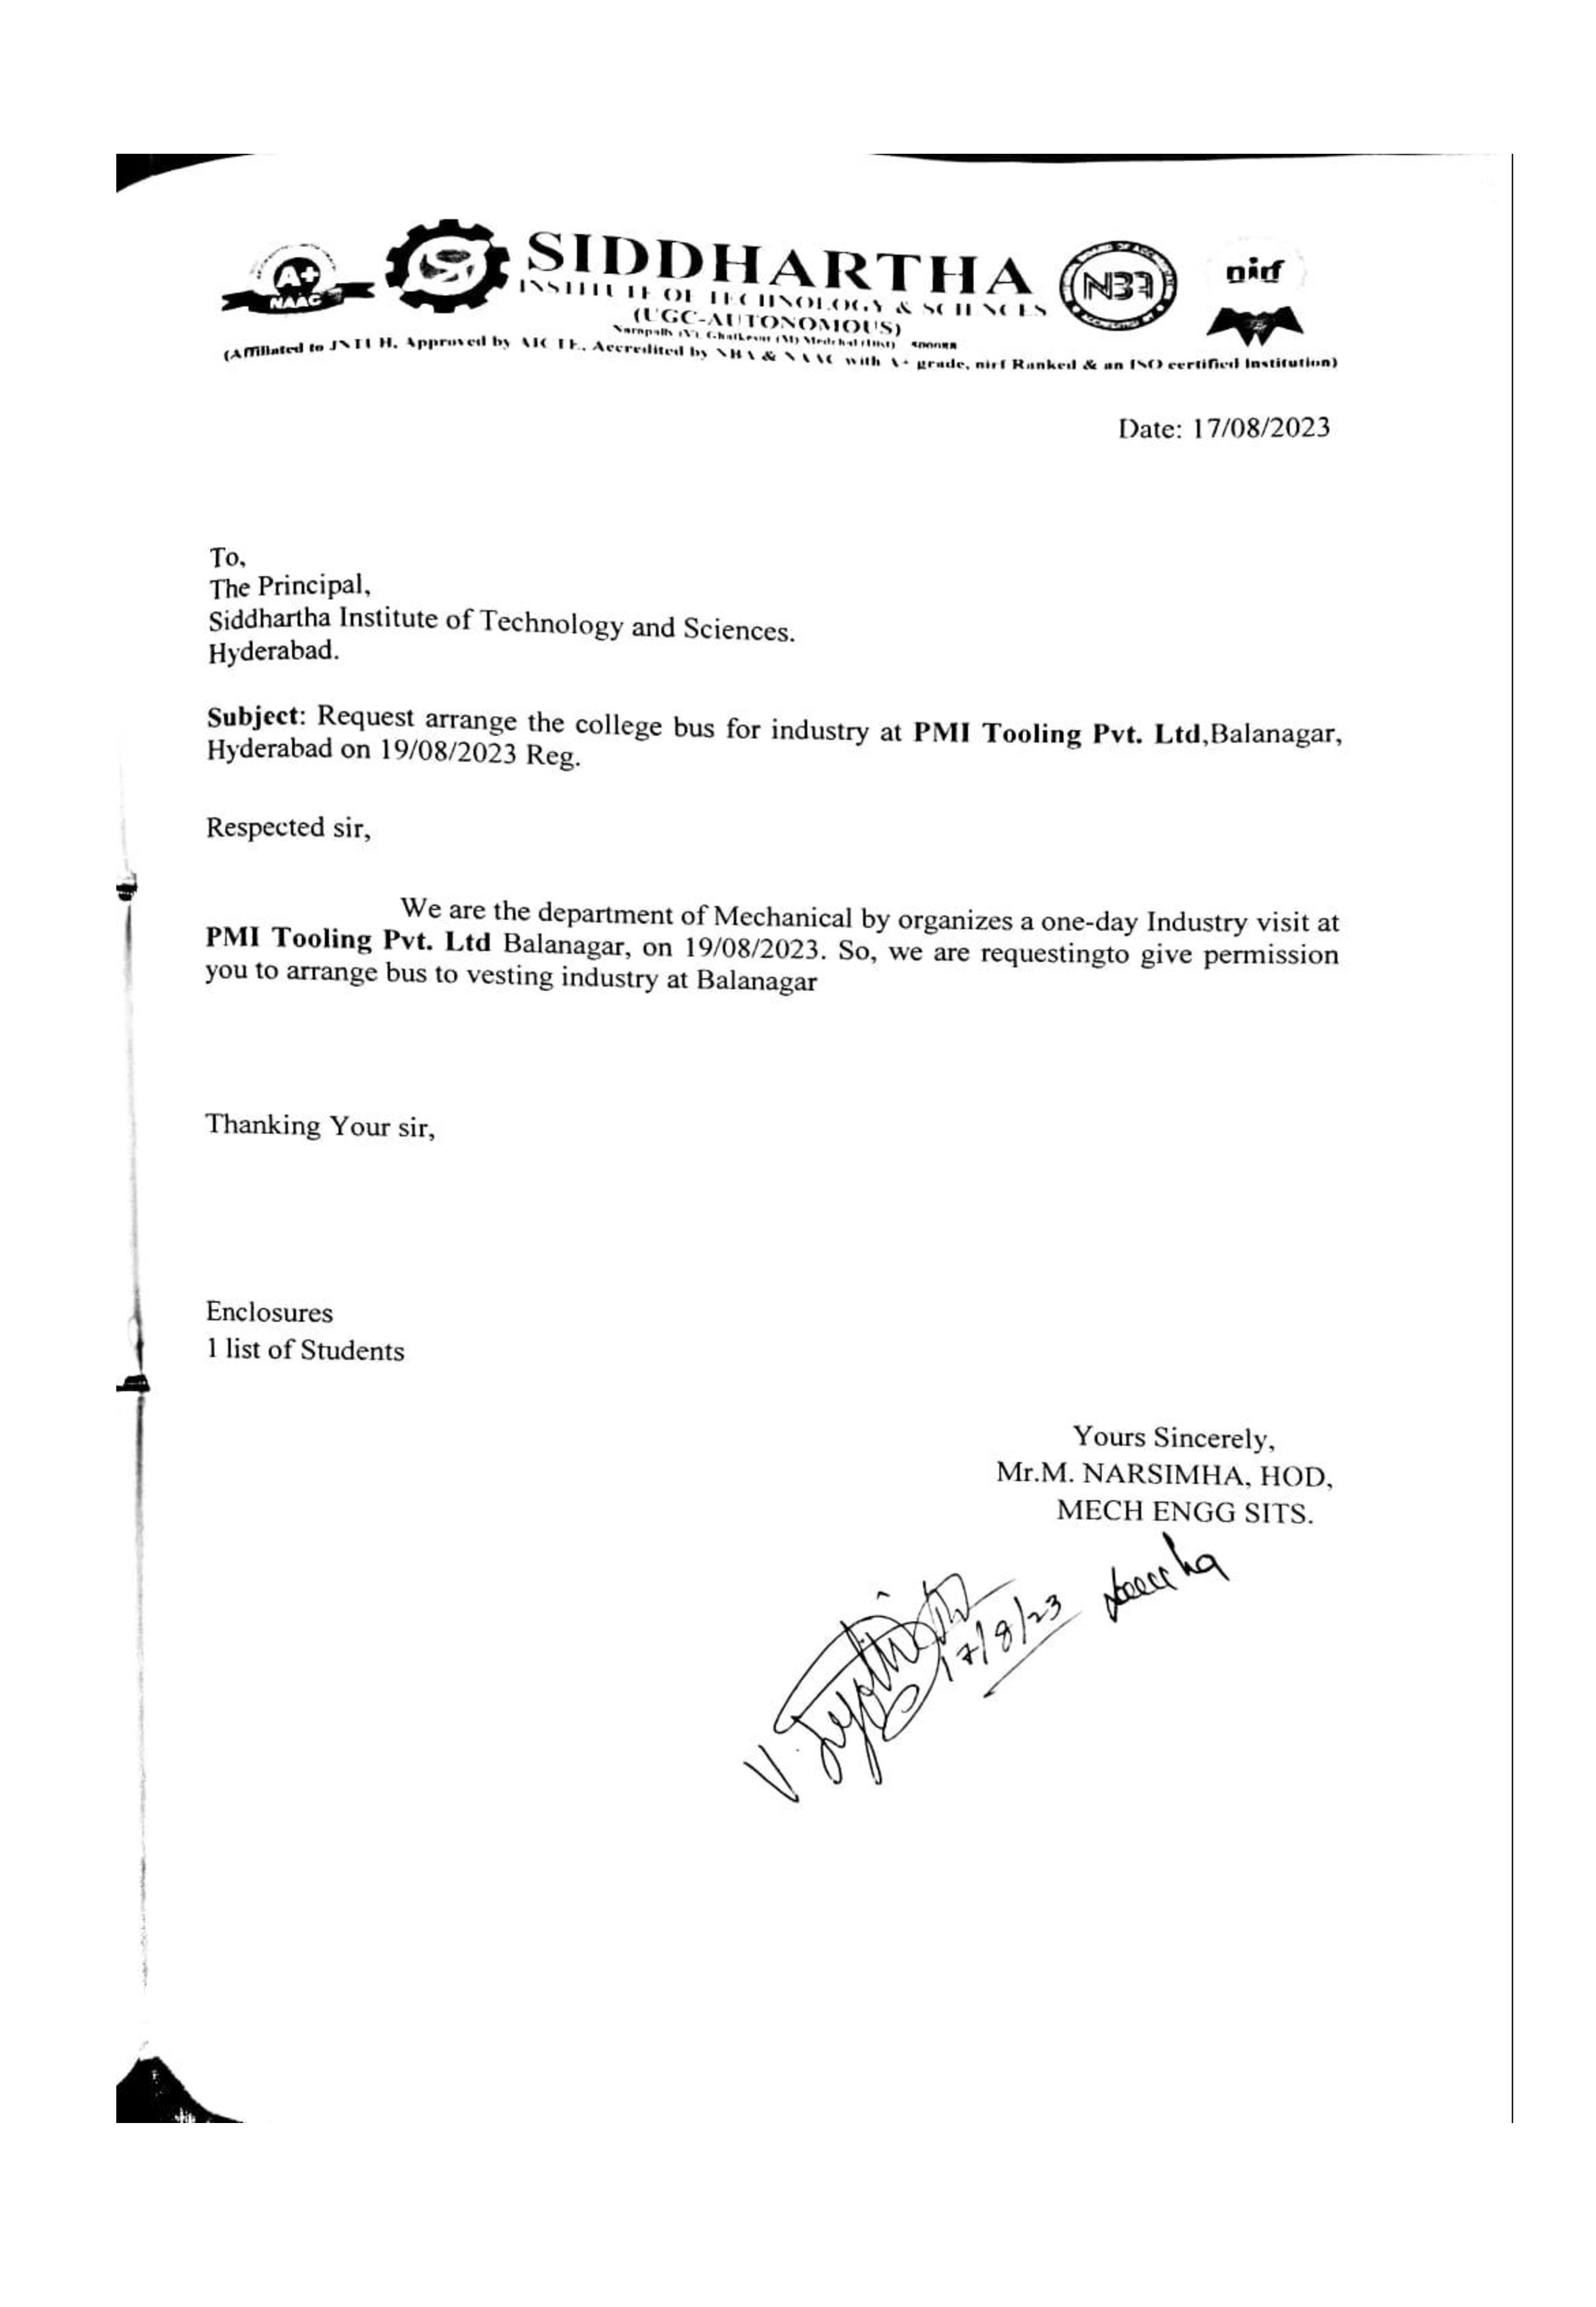 A+
NAAC
SIDDHARTHA
INSTITUTE OF TECHNOLOGY & SCIENCES
(UGC-AUTONOMOUS)
Narapally (V), Ghatkesar (M) Medchal (Dist)
(Affiliated to JNTUH, Approved by AICTE, Accredited by NBA & NAAC with A+ grade, nirf Ranked & an ISO certified Institution)
NBA
nirf
Date: 17/08/2023
To,
The Principal,
Siddhartha Institute of Technology and Sciences.
Hyderabad.
Subject: Request arrange the college bus for industry at PMI Tooling Pvt. Ltd,Balanagar,
Hyderabad on 19/08/2023 Reg.
Respected sir,
We are the department of Mechanical by organizes a one-day Industry visit at
PMI Tooling Pvt. Ltd Balanagar, on 19/08/2023. So, we are requestingto give permission
you to arrange bus to vesting industry at Balanagar
Thanking Your sir,
Enclosures
1 list of Students
Yours Sincerely,
Mr.M. NARSIMHA, HOD,
MECH ENGG SITS.
17/8/23